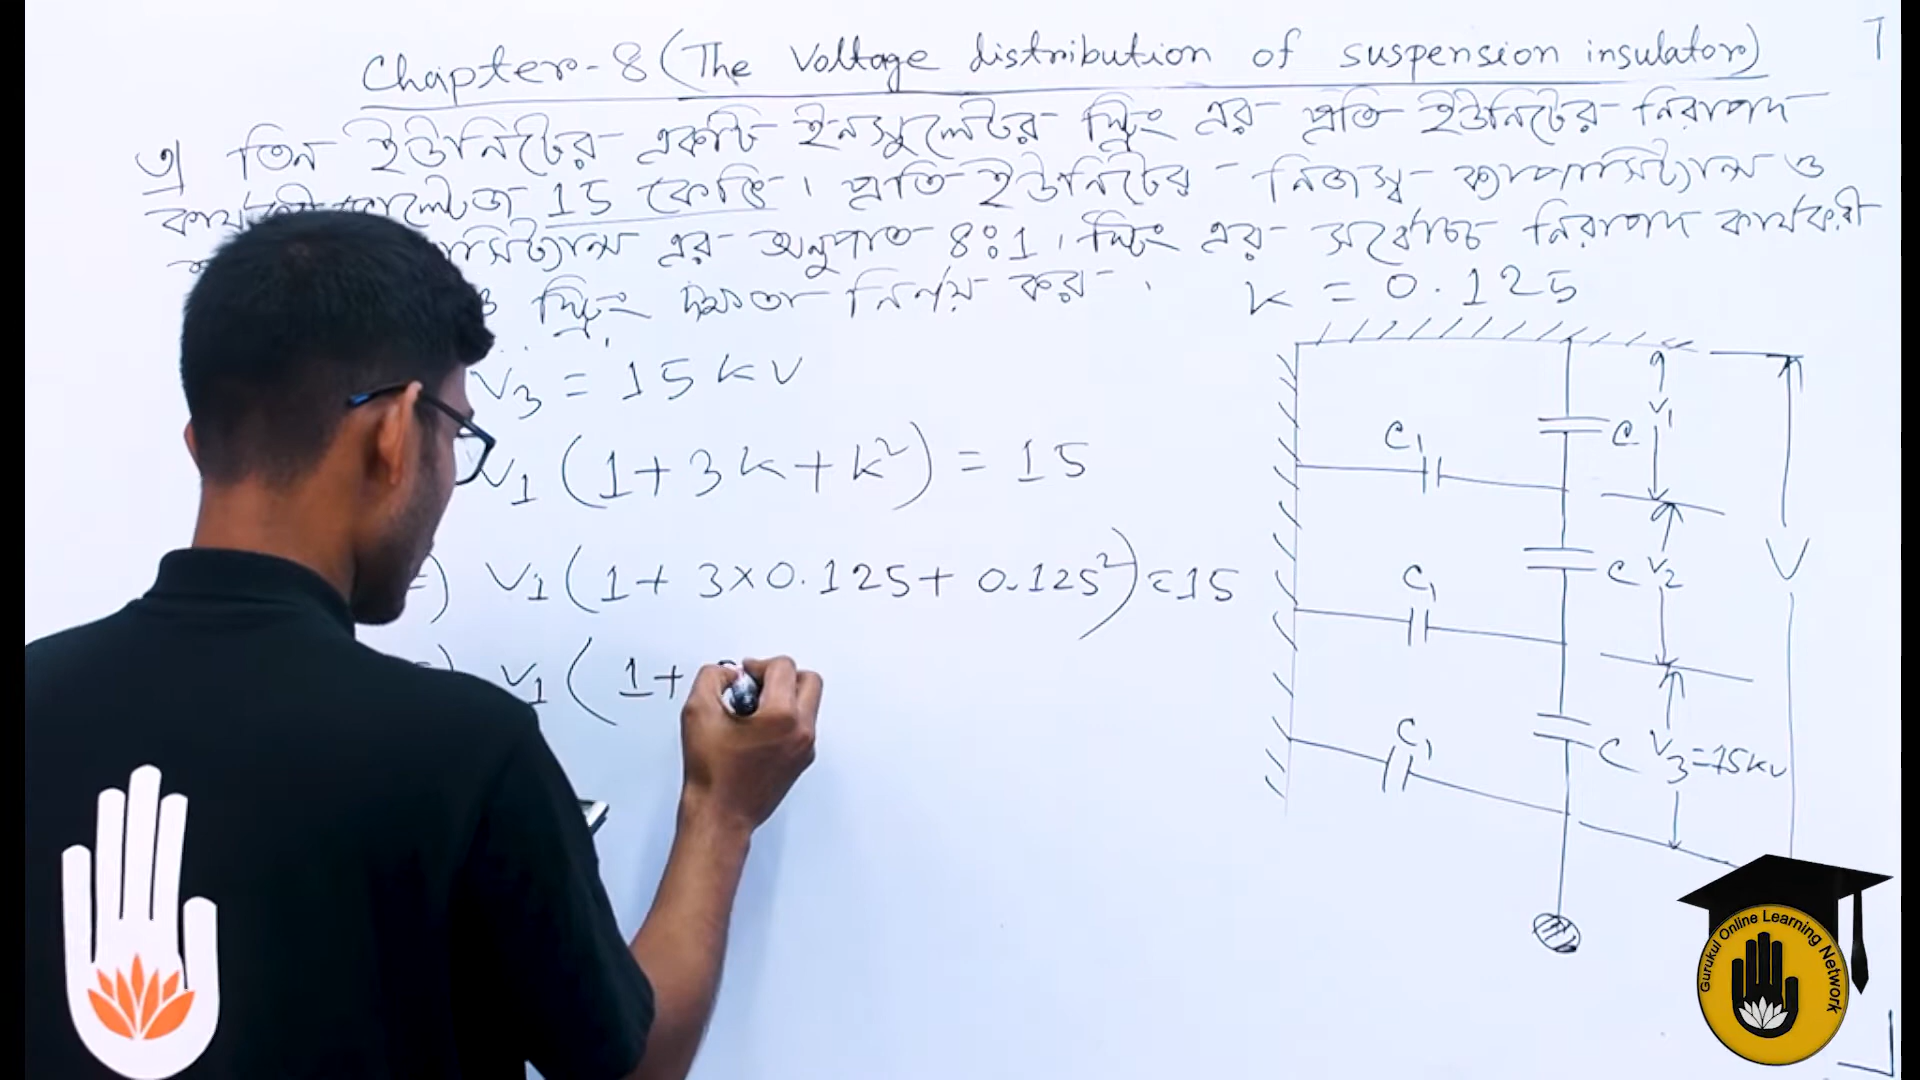 Chapter-8 (The Voltage distribution of suspension insulator)
তিন ইউনিটের একটি ইনসুলেটর স্ট্রিং এর প্রতি ইউনিটের নিরাপদ
15 কেভি। প্রতি ইউনিটের নিজস্ব ক্যাপাসিট্যান্স ও
এর অনুপাত 8:1। স্ট্রিং এর সর্বোচ্চ নিরাপদ কার্যকরী
স্ট্রিং দক্ষতা নির্ণয় কর।
K = 0.125
V3 = 15 kV
V1 (1+3k+k²) = 15
V1 (1+ 3×0.125+ 0.125²) =15
V1 ( 1+
C1
C
V1
C1
C
V2
V
C1
C
V3=15kV
Gurukul Online Learning Network